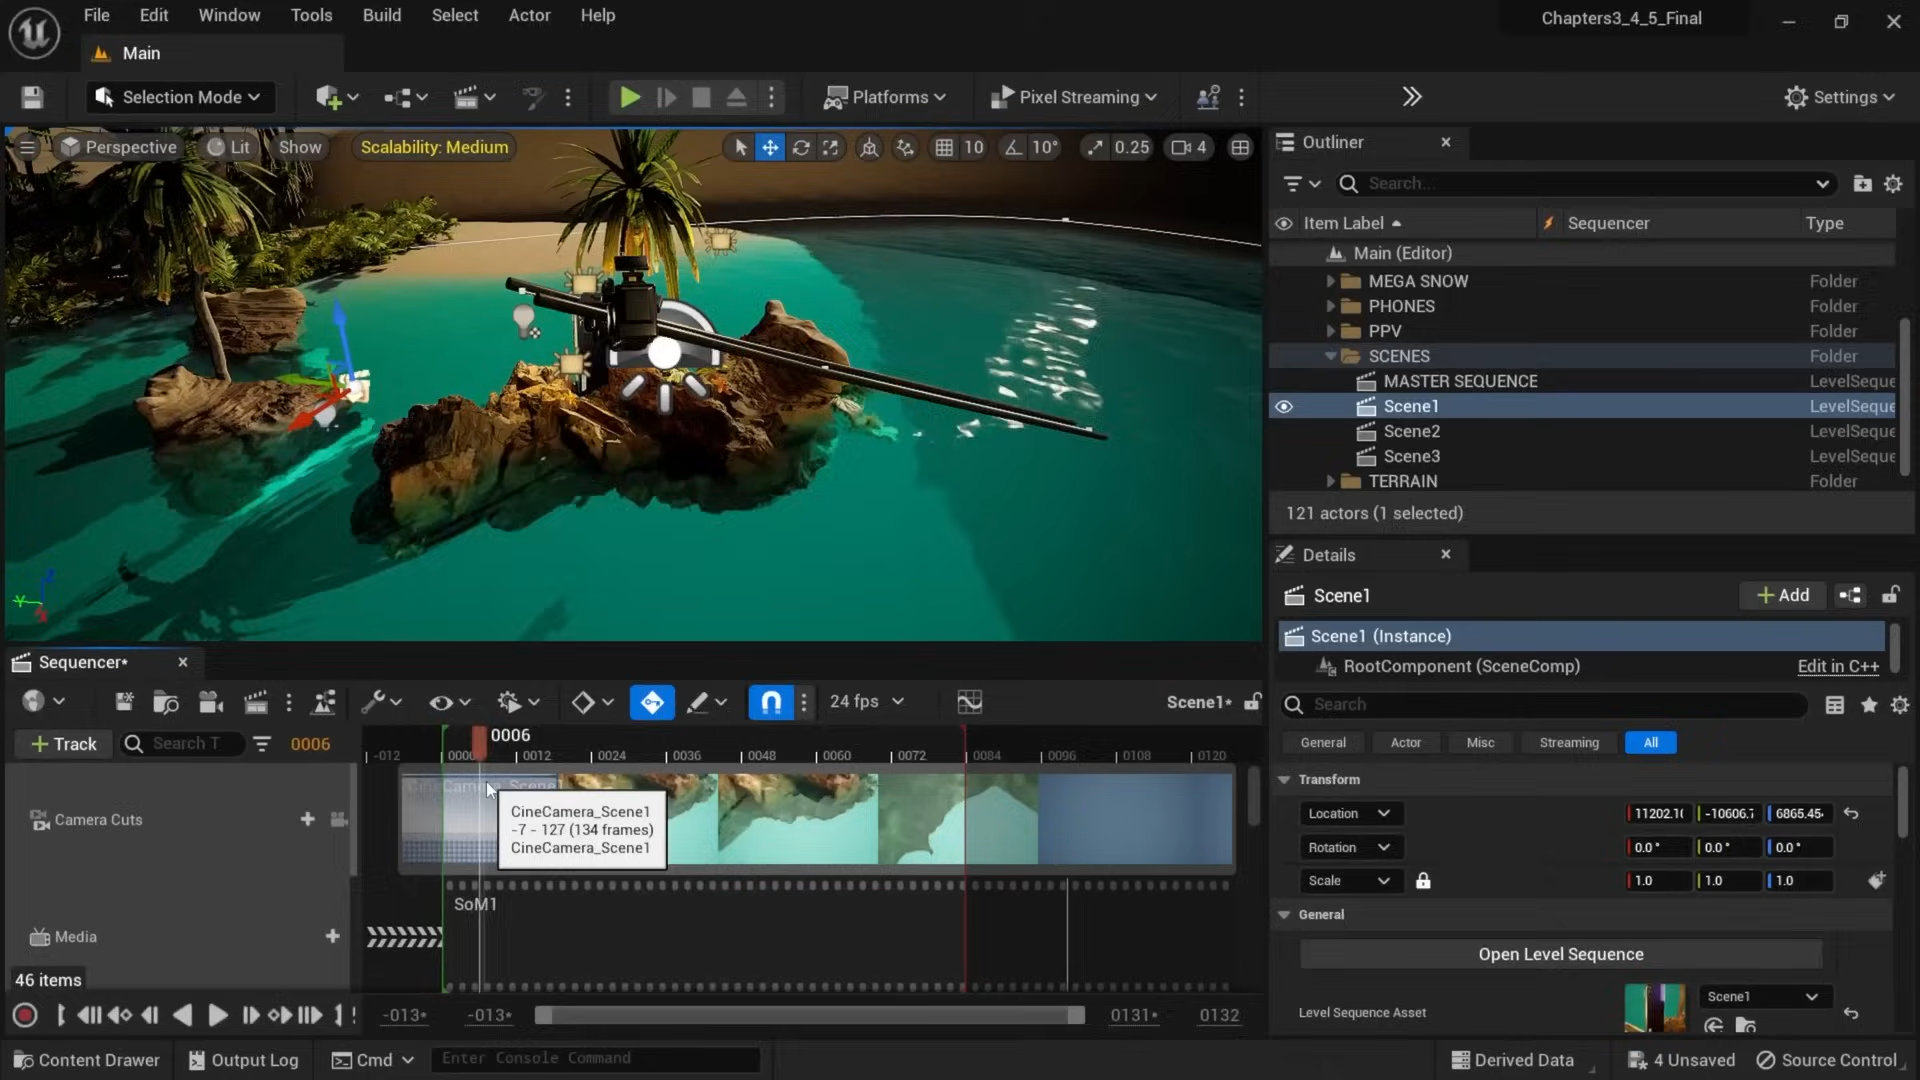 File Edit Window Tools Build Select Actor Help
Chapters3_4_5_Final
Main
Selection Mode
Platforms
Pixel Streaming
Settings
Perspective Lit Show Scalability: Medium
10 10° 0.25 4
Outliner
Search...
Item Label Sequencer Type
Main (Editor)
MEGA SNOW Folder
PHONES Folder
PPV Folder
SCENES Folder
MASTER SEQUENCE LevelSeque
Scene1 LevelSeque
Scene2 LevelSeque
Scene3 LevelSeque
TERRAIN Folder
121 actors (1 selected)
Details
Scene1
Add
Scene1 (Instance)
RootComponent (SceneComp) Edit in C++
Search
General Actor Misc Streaming All
Transform
Location 11202.1 -10606. 6865.45
Rotation 0.0 ° 0.0 ° 0.0 °
Scale 1.0 1.0 1.0
General
Open Level Sequence
Level Sequence Asset
Scene1
Sequencer*
24 fps
Scene1*
+ Track Search T 0006
0006
-012 0000 0012 0024 0036 0048 0060 0072 0084 0096 0108 0120
Camera Cuts
CineCamera_Scene
CineCamera_Scene1
-7 - 127 (134 frames)
CineCamera_Scene1
SoM1
Media
46 items
-013* -013* 0131* 0132
Content Drawer Output Log Cmd Enter Console Command Derived Data 4 Unsaved Source Control